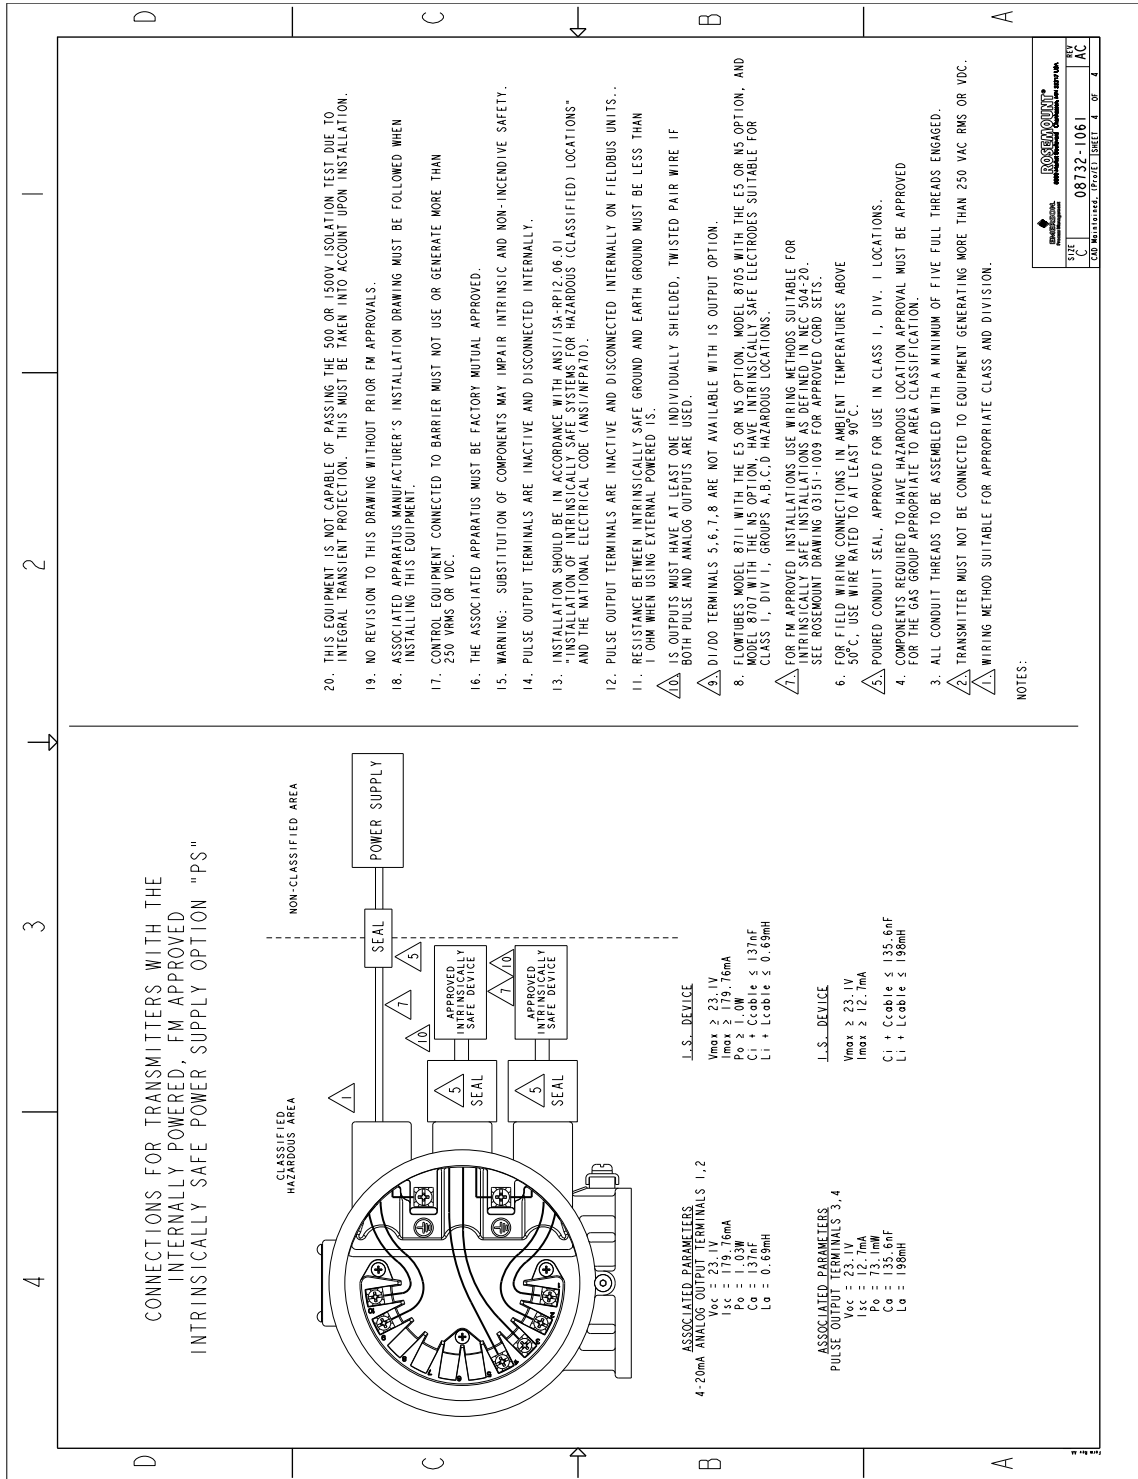 4
3
2
1
D
C
B
A
D
C
B
A
CONNECTIONS FOR TRANSMITTERS WITH THE
INTERNALLY POWERED, FM APPROVED
INTRINSICALLY SAFE POWER SUPPLY OPTION "PS"
CLASSIFIED
HAZARDOUS AREA
NON-CLASSIFIED AREA
1
7
5
SEAL
POWER SUPPLY
10
5
SEAL
APPROVED
INTRINSICALLY
SAFE DEVICE
7
10
5
SEAL
APPROVED
INTRINSICALLY
SAFE DEVICE
ASSOCIATED PARAMETERS
4-20mA ANALOG OUTPUT TERMINALS 1,2
Voc = 23.1V
Isc = 179.76mA
Po = 1.03W
Ca = 137nF
La = 0.69mH
I.S. DEVICE
Vmax ≥ 23.1V
Imax ≥ 179.76mA
Po ≥ 1.0W
Ci + Ccable ≤ 137nF
Li + Lcable ≤ 0.69mH
ASSOCIATED PARAMETERS
PULSE OUTPUT TERMINALS 3,4
Voc = 23.1V
Isc = 12.7mA
Po = 73.1mW
Ca = 135.6nF
La = 198mH
I.S. DEVICE
Vmax ≥ 23.1V
Imax ≥ 12.7mA
Ci + Ccable ≤ 135.6nF
Li + Lcable ≤ 198mH
20. THIS EQUIPMENT IS NOT CAPABLE OF PASSING THE 500 OR 1500V ISOLATION TEST DUE TO
INTEGRAL TRANSIENT PROTECTION. THIS MUST BE TAKEN INTO ACCOUNT UPON INSTALLATION.
19. NO REVISION TO THIS DRAWING WITHOUT PRIOR FM APPROVALS.
18. ASSOCIATED APPARATUS MANUFACTURER'S INSTALLATION DRAWING MUST BE FOLLOWED WHEN
INSTALLING THIS EQUIPMENT.
17. CONTROL EQUIPMENT CONNECTED TO BARRIER MUST NOT USE OR GENERATE MORE THAN
250 VRMS OR VDC.
16. THE ASSOCIATED APPARATUS MUST BE FACTORY MUTUAL APPROVED.
15. WARNING: SUBSTITUTION OF COMPONENTS MAY IMPAIR INTRINSIC AND NON-INCENDIVE SAFETY.
14. PULSE OUTPUT TERMINALS ARE INACTIVE AND DISCONNECTED INTERNALLY.
13. INSTALLATION SHOULD BE IN ACCORDANCE WITH ANSI/ISA-RP12.06.01
"INSTALLATION OF INTRINSICALLY SAFE SYSTEMS FOR HAZARDOUS (CLASSIFIED) LOCATIONS"
AND THE NATIONAL ELECTRICAL CODE (ANSI/NFPA70).
12. PULSE OUTPUT TERMINALS ARE INACTIVE AND DISCONNECTED INTERNALLY ON FIELDBUS UNITS..
11. RESISTANCE BETWEEN INTRINSICALLY SAFE GROUND AND EARTH GROUND MUST BE LESS THAN
1 OHM WHEN USING EXTERNAL POWERED IS.
10. IS OUTPUTS MUST HAVE AT LEAST ONE INDIVIDUALLY SHIELDED, TWISTED PAIR WIRE IF
BOTH PULSE AND ANALOG OUTPUTS ARE USED.
9. DI/DO TERMINALS 5,6,7,8 ARE NOT AVAILABLE WITH IS OUTPUT OPTION.
8. FLOWTUBES MODEL 8711 WITH THE E5 OR N5 OPTION, MODEL 8705 WITH THE E5 OR N5 OPTION, AND
MODEL 8707 WITH THE N5 OPTION, HAVE INTRINSICALLY SAFE ELECTRODES SUITABLE FOR
CLASS I, DIV I, GROUPS A,B,C,D HAZARDOUS LOCATIONS.
7. FOR FM APPROVED INSTALLATIONS USE WIRING METHODS SUITABLE FOR
INTRINSICALLY SAFE INSTALLATIONS AS DEFINED IN NEC 504-20.
SEE ROSEMOUNT DRAWING 03151-1009 FOR APPROVED CORD SETS.
6. FOR FIELD WIRING CONNECTIONS IN AMBIENT TEMPERATURES ABOVE
50°C, USE WIRE RATED TO AT LEAST 90°C.
5. POURED CONDUIT SEAL, APPROVED FOR USE IN CLASS I, DIV. I LOCATIONS.
4. COMPONENTS REQUIRED TO HAVE HAZARDOUS LOCATION APPROVAL MUST BE APPROVED
FOR THE GAS GROUP APPROPRIATE TO AREA CLASSIFICATION.
3. ALL CONDUIT THREADS TO BE ASSEMBLED WITH A MINIMUM OF FIVE FULL THREADS ENGAGED.
2. TRANSMITTER MUST NOT BE CONNECTED TO EQUIPMENT GENERATING MORE THAN 250 VAC RMS OR VDC.
1. WIRING METHOD SUITABLE FOR APPROPRIATE CLASS AND DIVISION.
NOTES:
EMERSON
Process Management
ROSEMOUNT®
SIZE
C
08732-1061
REV
AC
CAD Maintained, (Pro/E)
SHEET 4 OF 4